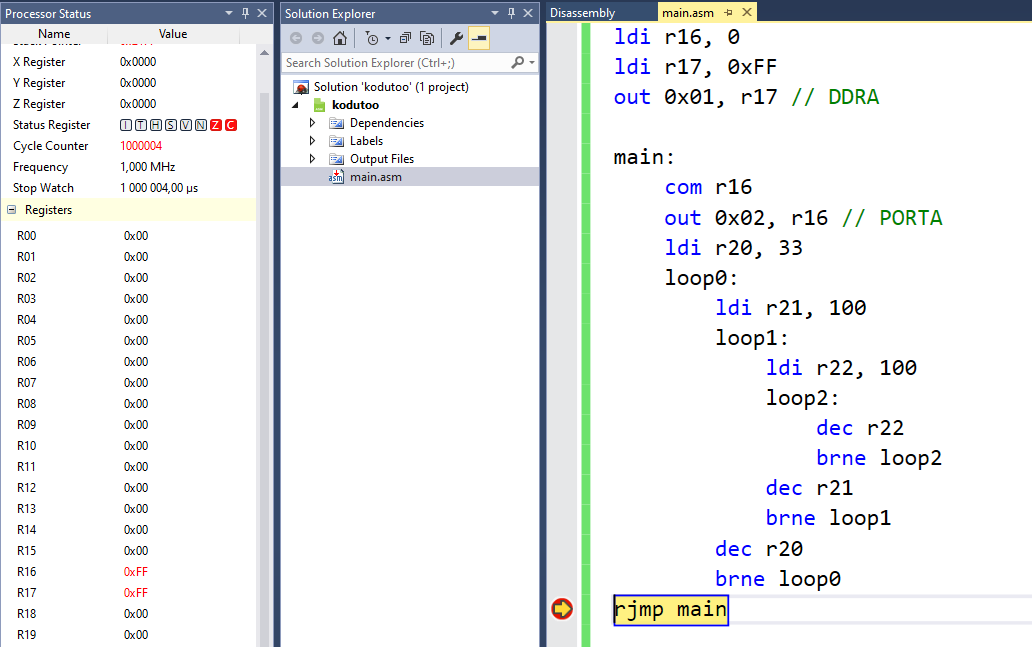 Processor Status
Name Value
X Register 0x0000
Y Register 0x0000
Z Register 0x0000
Status Register I T H S V N Z C
Cycle Counter 1000004
Frequency 1,000 MHz
Stop Watch 1 000 004,00 µs
Registers
R00 0x00
R01 0x00
R02 0x00
R03 0x00
R04 0x00
R05 0x00
R06 0x00
R07 0x00
R08 0x00
R09 0x00
R10 0x00
R11 0x00
R12 0x00
R13 0x00
R14 0x00
R15 0x00
R16 0xFF
R17 0xFF
R18 0x00
R19 0x00
Solution Explorer
Search Solution Explorer (Ctrl+;)
Solution 'kodutoo' (1 project)
kodutoo
Dependencies
Labels
Output Files
asm main.asm
Disassembly main.asm
ldi r16, 0
ldi r17, 0xFF
out 0x01, r17 // DDRA
main:
com r16
out 0x02, r16 // PORTA
ldi r20, 33
loop0:
ldi r21, 100
loop1:
ldi r22, 100
loop2:
dec r22
brne loop2
dec r21
brne loop1
dec r20
brne loop0
rjmp main